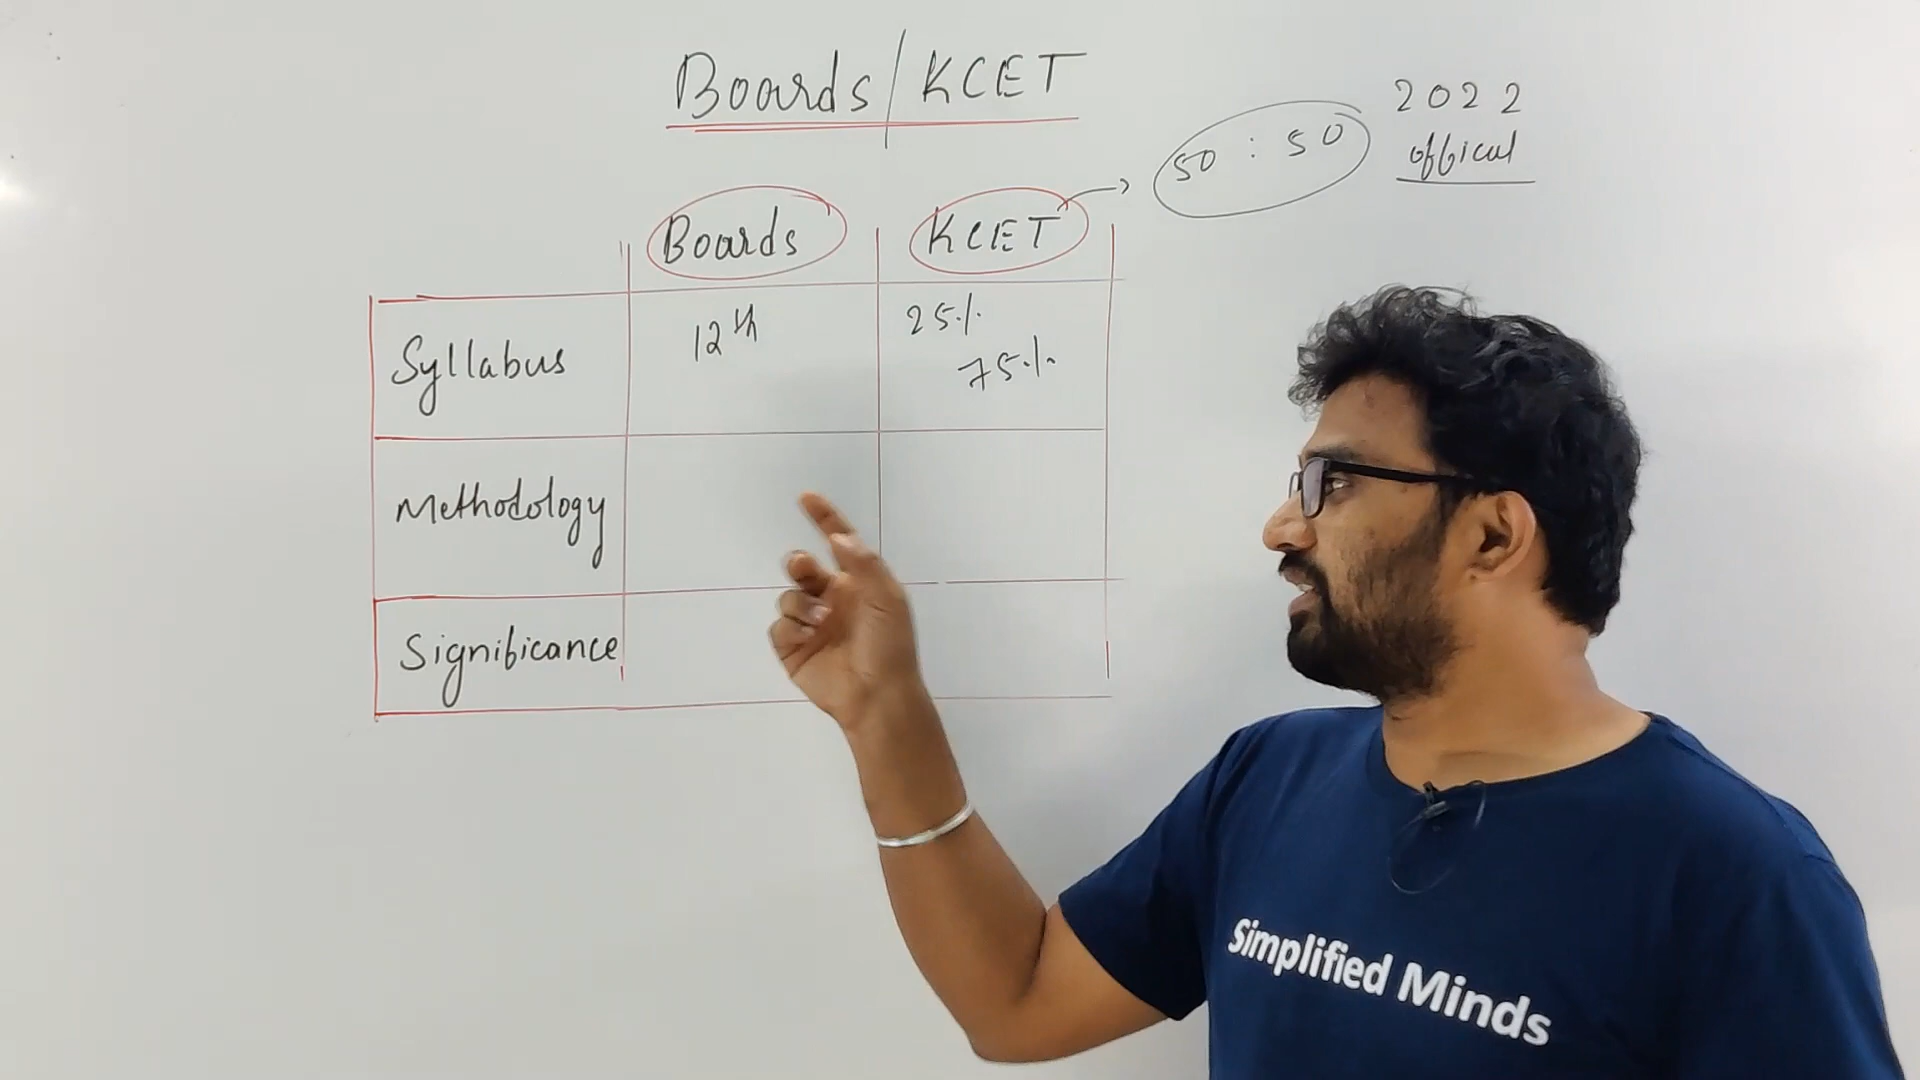 Boards/KCET
2022
offical
50 : 50
Boards KCET
Syllabus 12th 25%
75%
Methodology
Significance
Simplified Minds